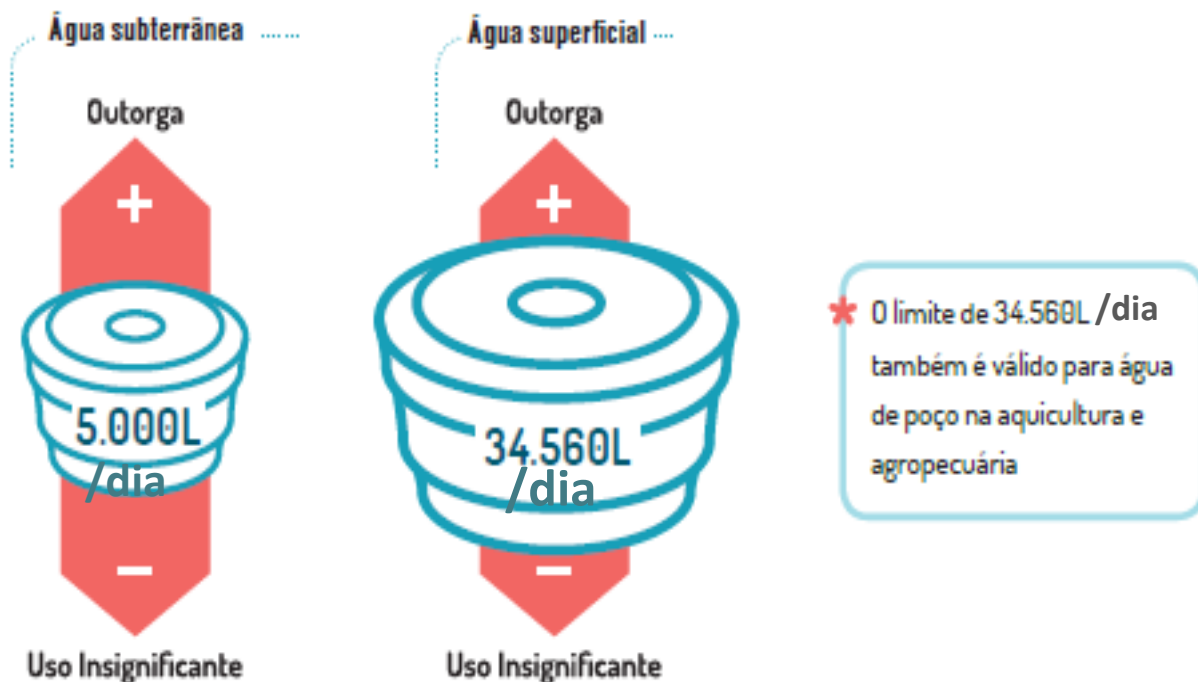 Água subterrânea
Outorga
+
5.000L
/dia
−
Uso Insignificante
Água superficial
Outorga
+
34.560L
/dia
−
Uso Insignificante
* O limite de 34.560L /dia
também é válido para água
de poço na aquicultura e
agropecuária